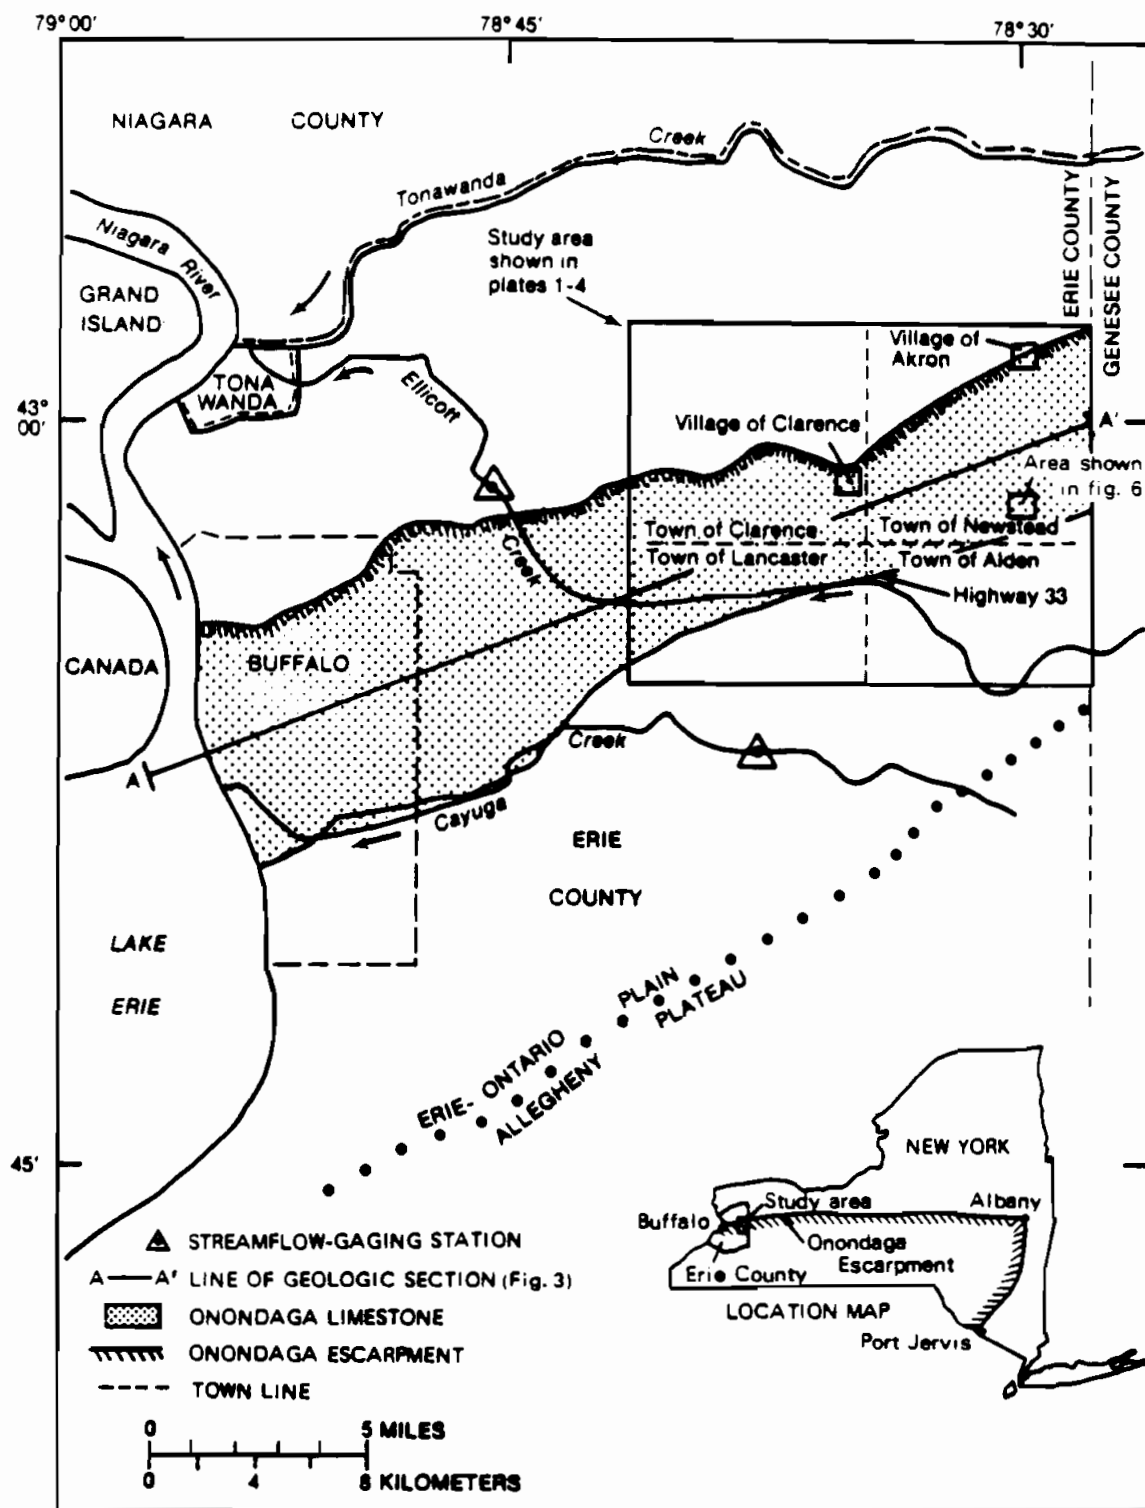 79°00'
78°45'
78°30'
NIAGARA COUNTY
Creek
Tonawanda
Niagara River
GRAND
ISLAND
Study area
shown in
plates 1-4
ERIE COUNTY
GENESEE COUNTY
Village of
Akron
TONA
WANDA
Ellicott
43°
00'
Village of Clarence
A'
Area shown
in fig. 6
Town of Clarence
Town of Newstead
Creek
Town of Lancaster
Town of Alden
Highway 33
CANADA
BUFFALO
Creek
A
Cayuga
ERIE
COUNTY
LAKE
ERIE
PLAIN
PLATEAU
ERIE-ONTARIO
ALLEGHENY
45'
NEW YORK
Study area
Albany
Buffalo
Onondaga
Escarpment
Erie County
LOCATION MAP
Port Jervis
STREAMFLOW-GAGING STATION
A—A' LINE OF GEOLOGIC SECTION (Fig. 3)
ONONDAGA LIMESTONE
ONONDAGA ESCARPMENT
TOWN LINE
0 5 MILES
0 4 8 KILOMETERS